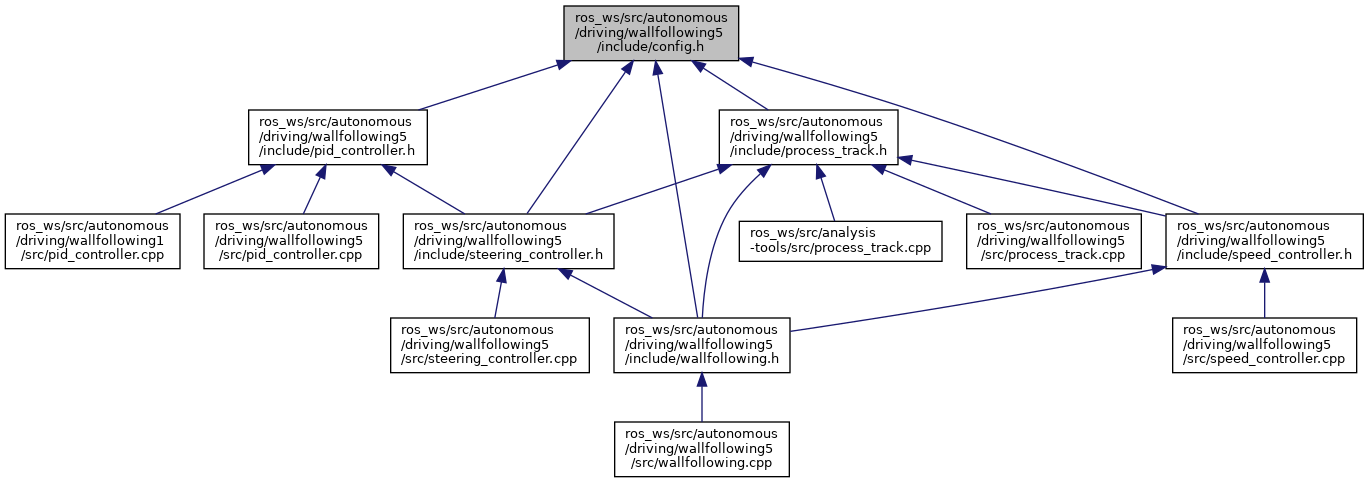 ros_ws/src/autonomous
/driving/wallfollowing5
/include/config.h
ros_ws/src/autonomous
/driving/wallfollowing5
/include/pid_controller.h
ros_ws/src/autonomous
/driving/wallfollowing5
/include/process_track.h
ros_ws/src/autonomous
/driving/wallfollowing1
/src/pid_controller.cpp
ros_ws/src/autonomous
/driving/wallfollowing5
/src/pid_controller.cpp
ros_ws/src/autonomous
/driving/wallfollowing5
/include/steering_controller.h
ros_ws/src/analysis
-tools/src/process_track.cpp
ros_ws/src/autonomous
/driving/wallfollowing5
/src/process_track.cpp
ros_ws/src/autonomous
/driving/wallfollowing5
/include/speed_controller.h
ros_ws/src/autonomous
/driving/wallfollowing5
/src/steering_controller.cpp
ros_ws/src/autonomous
/driving/wallfollowing5
/include/wallfollowing.h
ros_ws/src/autonomous
/driving/wallfollowing5
/src/speed_controller.cpp
ros_ws/src/autonomous
/driving/wallfollowing5
/src/wallfollowing.cpp